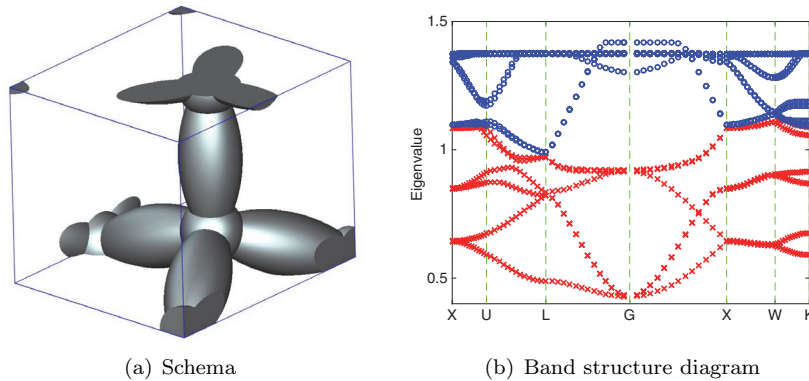 1.5
1
0.5
Eigenvalue
X U L G X W K
(a) Schema
(b) Band structure diagram